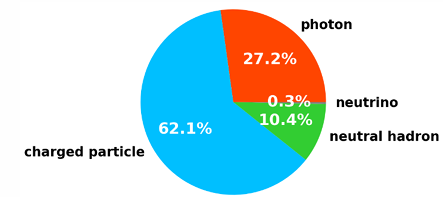 photon
27.2%
0.3%
neutrino
10.4%
62.1%
neutral hadron
charged particle